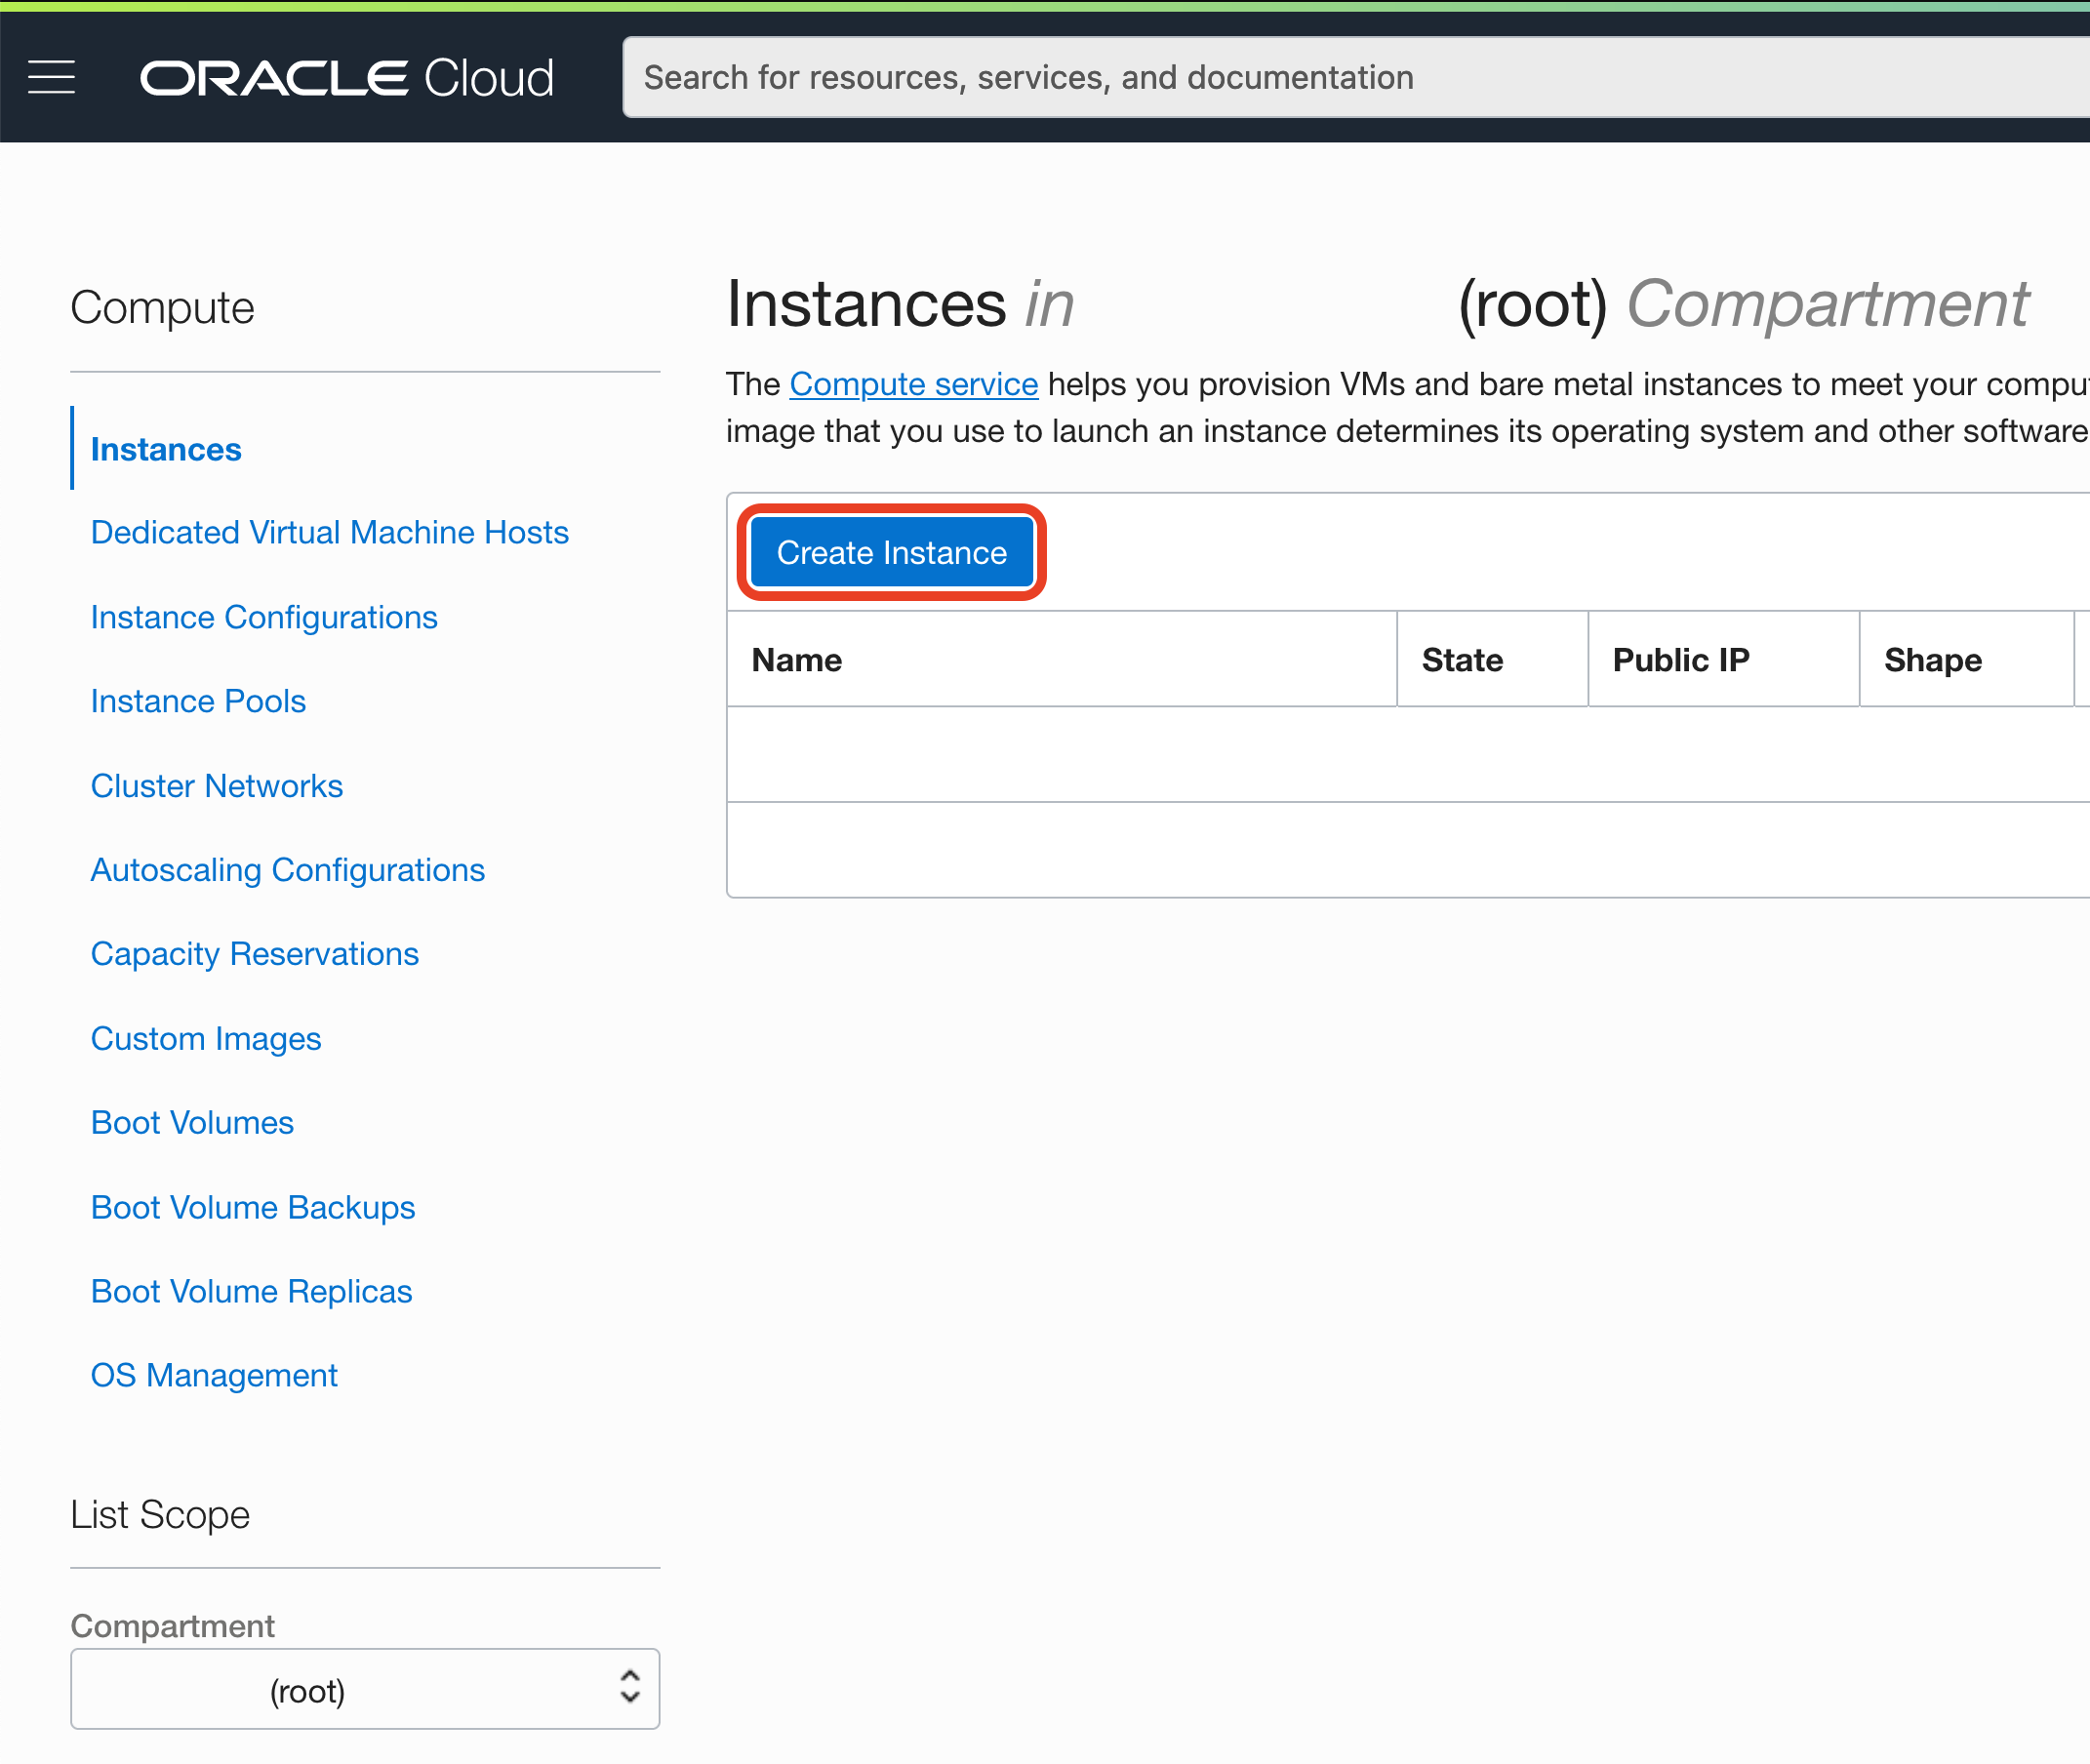 ORACLE Cloud
Search for resources, services, and documentation
Compute
Instances
Dedicated Virtual Machine Hosts
Instance Configurations
Instance Pools
Cluster Networks
Autoscaling Configurations
Capacity Reservations
Custom Images
Boot Volumes
Boot Volume Backups
Boot Volume Replicas
OS Management
List Scope
Compartment
(root)
Instances in (root) Compartment
The Compute service helps you provision VMs and bare metal instances to meet your
image that you use to launch an instance determines its operating system and other software
Create Instance
Name State Public IP Shape